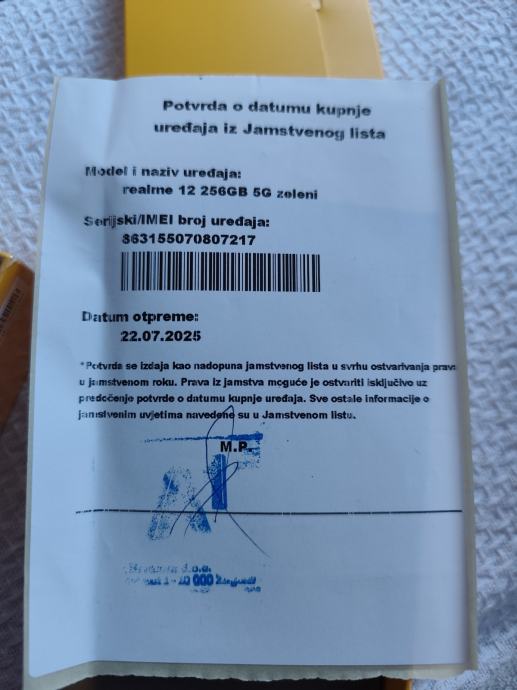 Potvrda o datumu kupnje
uređaja iz Jamstvenog lista
Model i naziv uređaja:
realme 12 256GB 5G zeleni
Serijski/IMEI broj uređaja:
863155070807217
Datum otpreme:
22.07.2025
*Potvrda se izdaja kao nadopuna jamstvenog lista u svrhu ostvarivanja prava
u jamstvenom roku. Prava iz jamstva moguće je ostvariti isključivo uz
predočenje potvrde o datumu kupnje uređaja. Sve ostale informacije o
jamstvenim uvjetima navedene su u Jamstvenom listu.
M.P.
d.o.o.
000 Zagreb